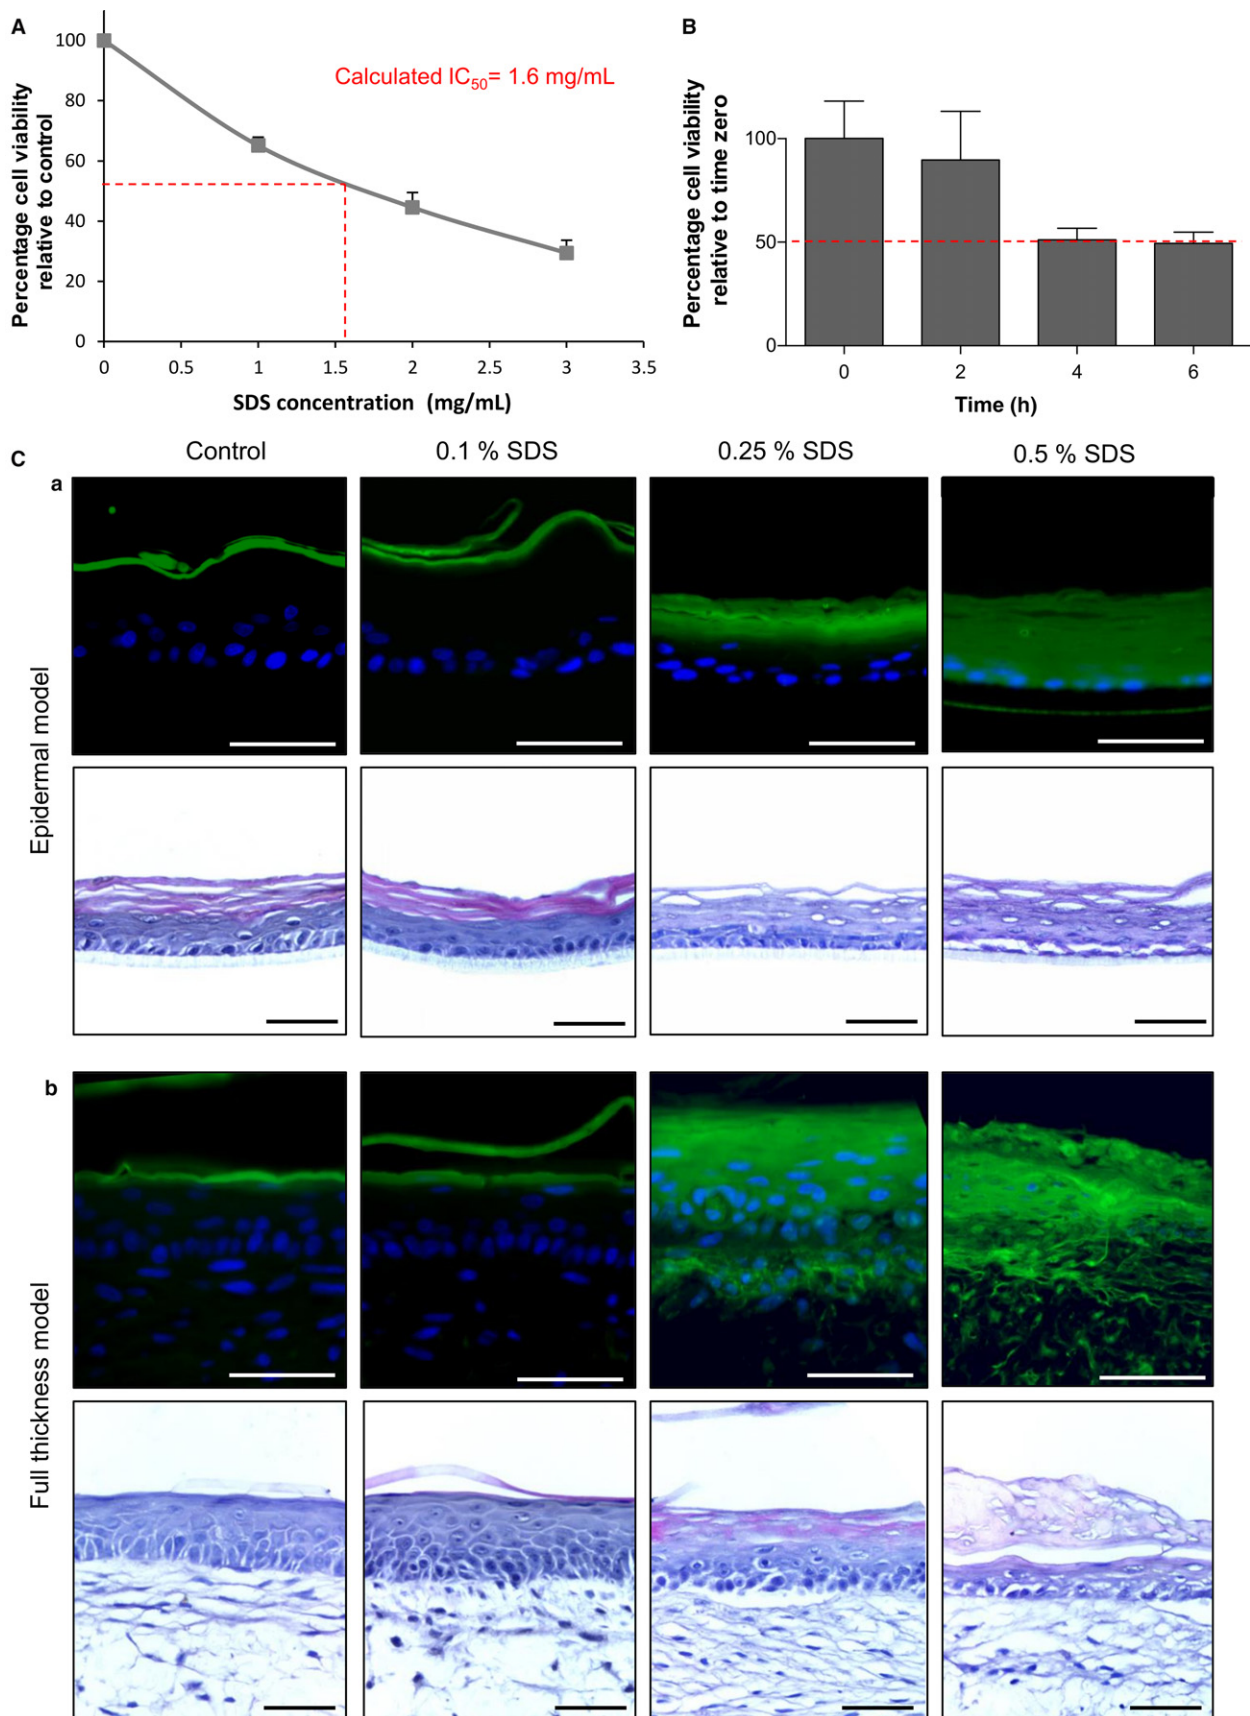 A
Percentage cell viability
relative to control
100
80
60
40
20
0
Calculated IC₅₀= 1.6 mg/mL
0 0.5 1 1.5 2 2.5 3 3.5
SDS concentration (mg/mL)
B
Percentage cell viability
relative to time zero
100
50
0
0 2 4 6
Time (h)
C
Control 0.1 % SDS 0.25 % SDS 0.5 % SDS
a
Epidermal model
b
Full thickness model